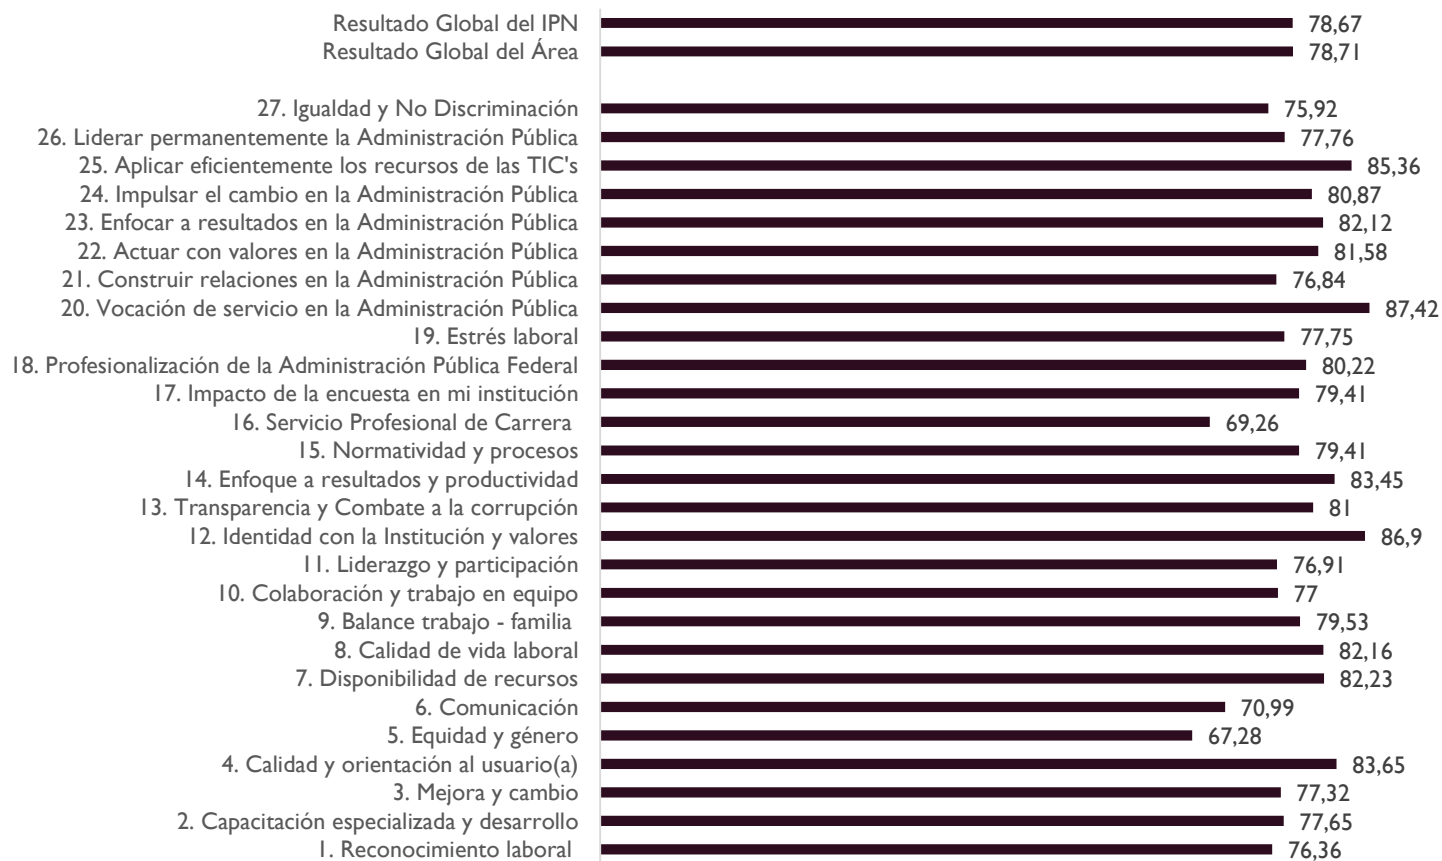 Resultado Global del IPN 78,67
Resultado Global del Área 78,71
27. Igualdad y No Discriminación 75,92
26. Liderar permanentemente la Administración Pública 77,76
25. Aplicar eficientemente los recursos de las TIC's 85,36
24. Impulsar el cambio en la Administración Pública 80,87
23. Enfocar a resultados en la Administración Pública 82,12
22. Actuar con valores en la Administración Pública 81,58
21. Construir relaciones en la Administración Pública 76,84
20. Vocación de servicio en la Administración Pública 87,42
19. Estrés laboral 77,75
18. Profesionalización de la Administración Pública Federal 80,22
17. Impacto de la encuesta en mi institución 79,41
16. Servicio Profesional de Carrera 69,26
15. Normatividad y procesos 79,41
14. Enfoque a resultados y productividad 83,45
13. Transparencia y Combate a la corrupción 81
12. Identidad con la Institución y valores 86,9
11. Liderazgo y participación 76,91
10. Colaboración y trabajo en equipo 77
9. Balance trabajo - familia 79,53
8. Calidad de vida laboral 82,16
7. Disponibilidad de recursos 82,23
6. Comunicación 70,99
5. Equidad y género 67,28
4. Calidad y orientación al usuario(a) 83,65
3. Mejora y cambio 77,32
2. Capacitación especializada y desarrollo 77,65
1. Reconocimiento laboral 76,36